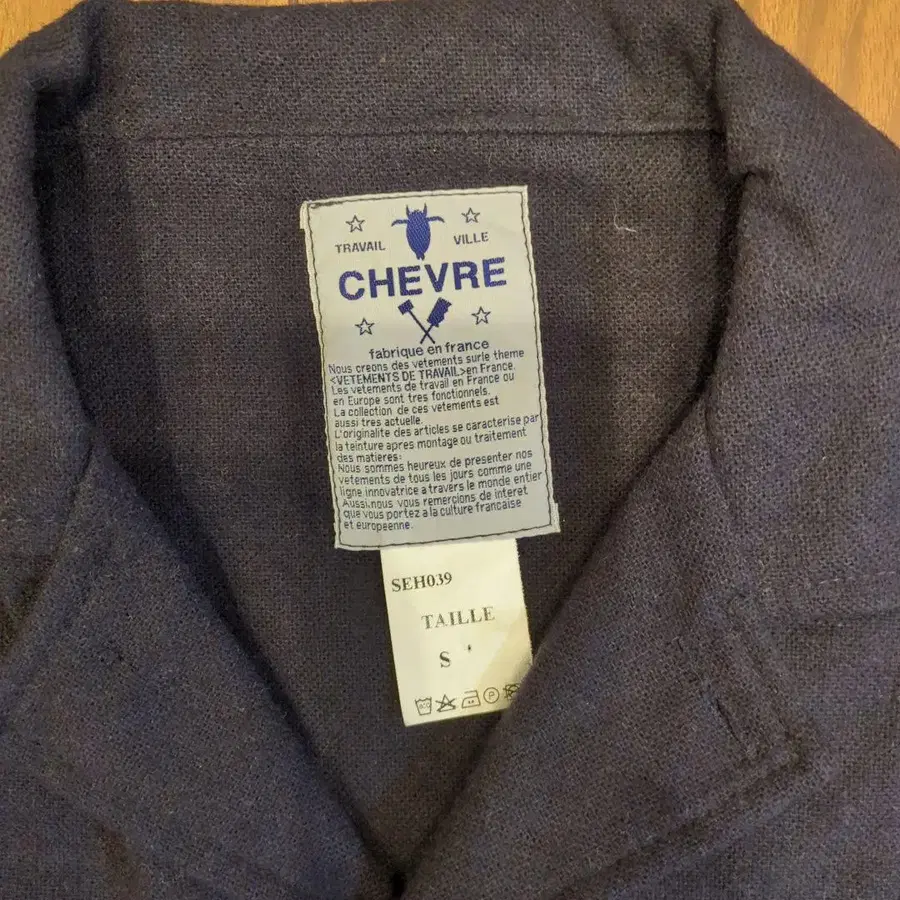 TRAVAIL VILLE
CHEVRE
fabrique en france
Nous creons des vetements surle theme
<VETEMENTS DE TRAVAIL>en France.
Les vetements de travail en France ou
en Europe sont tres fonctionnels.
La collection de ces vetements est
aussi tres actuelle.
L'originalite des articles se caracterise par
la teinture apres montage ou traitement
des matieres:
Nous sommes heureux de presenter nos
vetements de tous les jours comme une
ligne innovatrice a travers le monde entier
Aussi.nous vous remercions de interet
que vous portez a la culture francaise
et europeenne.
SEH039
TAILLE
S
P